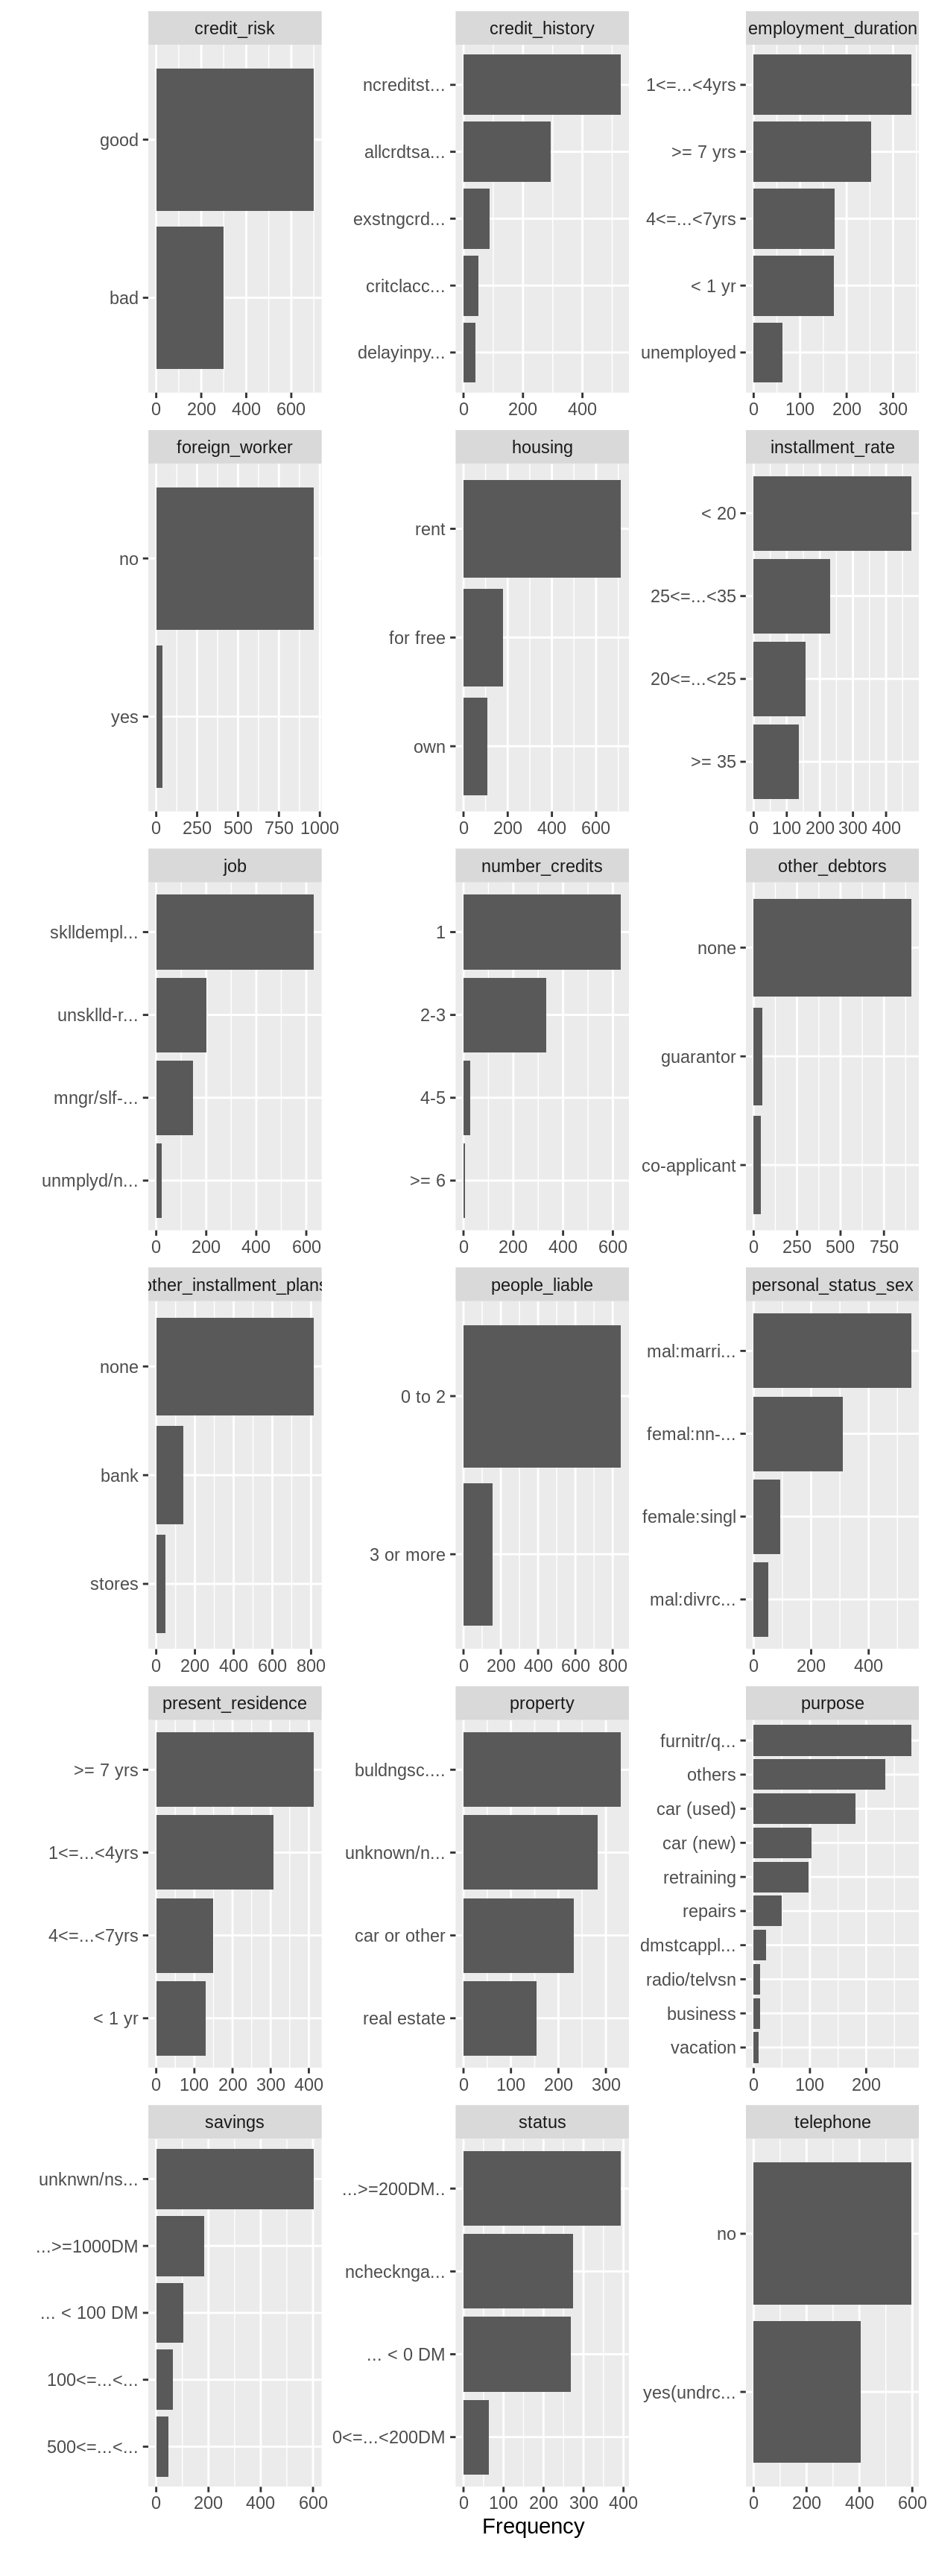 credit_risk
good
bad
0 200 400 600
credit_history
ncreditst...
allcrdtsa...
exstngcrd...
critclacc...
delayinpy...
0 200 400
employment_duration
1<=...<4yrs
>= 7 yrs
4<=...<7yrs
< 1 yr
unemployed
0 100 200 300
foreign_worker
no
yes
0 250 500 750 1000
housing
rent
for free
own
0 200 400 600
installment_rate
< 20
25<=...<35
20<=...<25
>= 35
0 100 200 300 400
job
sklldempl...
unsklld-r...
mngr/slf-...
unmplyd/n...
0 200 400 600
number_credits
1
2-3
4-5
>= 6
0 200 400 600
other_debtors
none
guarantor
co-applicant
0 250 500 750
other_installment_plans
none
bank
stores
0 200 400 600 800
people_liable
0 to 2
3 or more
0 200 400 600 800
personal_status_sex
mal:marri...
femal:nn-...
female:singl
mal:divrc...
0 200 400
present_residence
>= 7 yrs
1<=...<4yrs
4<=...<7yrs
< 1 yr
0 100 200 300 400
property
buldngsc....
unknown/n...
car or other
real estate
0 100 200 300
purpose
furnitr/q...
others
car (used)
car (new)
retraining
repairs
dmstcappl...
radio/telvsn
business
vacation
0 100 200
savings
unknwn/ns...
...>=1000DM
... < 100 DM
100<=...<...
500<=...<...
0 200 400 600
status
...>=200DM..
nchecknga...
... < 0 DM
0<=...<200DM
0 100 200 300 400
telephone
no
yes(undrc...
0 200 400 600
Frequency